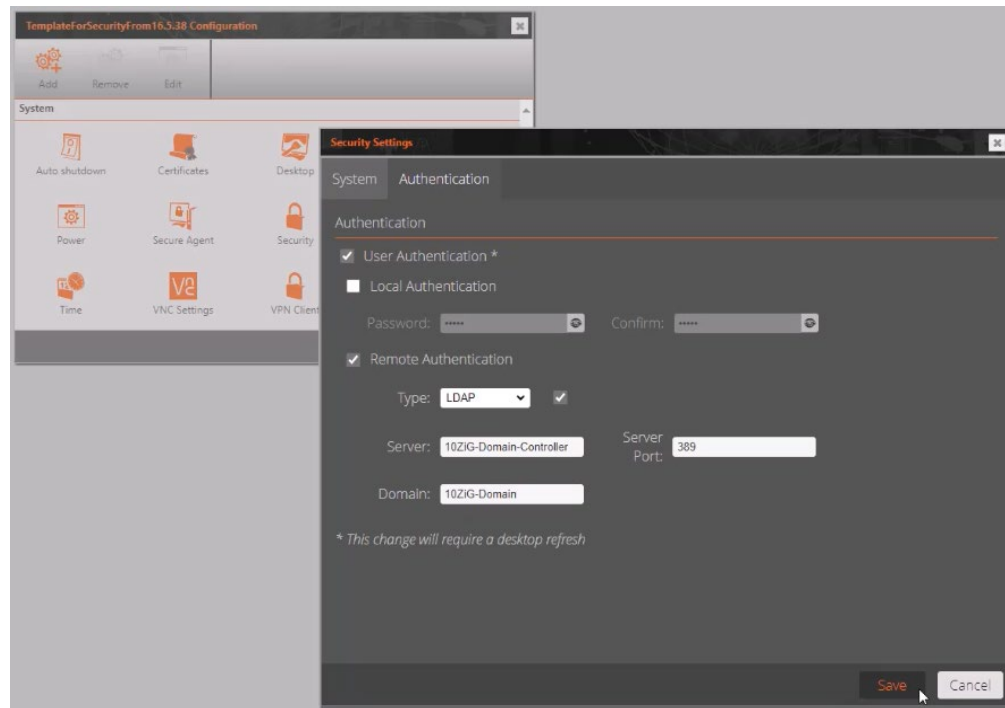 TemplateForSecurityFrom16.5.38 Configuration
Add Remove Edit
System
Auto shutdown Certificates Desktop
Power Secure Agent Security
Time VNC Settings VPN Client
Security Settings
System Authentication
Authentication
User Authentication *
Local Authentication
Password: Confirm:
Remote Authentication
Type: LDAP
Server: 10ZiG-Domain-Controller Server Port: 389
Domain: 10ZiG-Domain
* This change will require a desktop refresh
Save Cancel